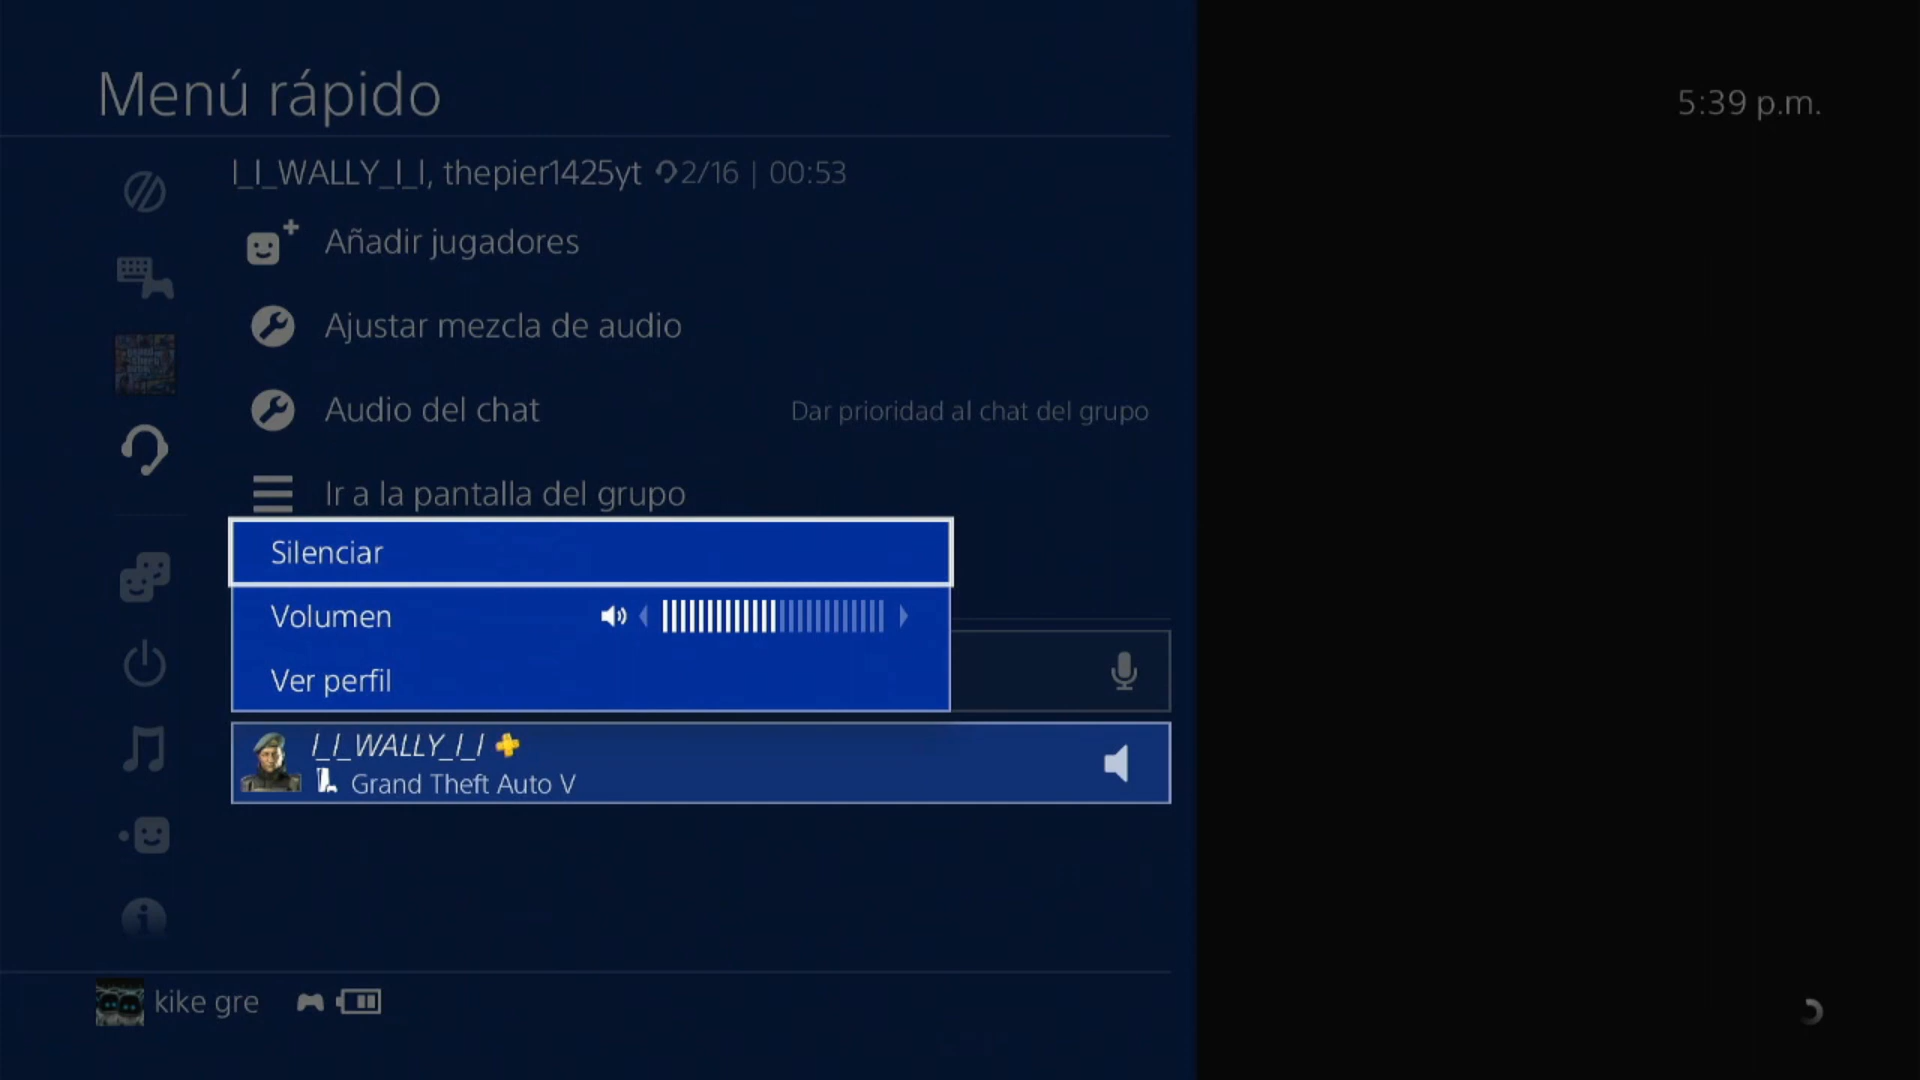 Menú rápido
5:39 p.m.
I_I_WALLY_I_I, thepier1425yt 2/16 | 00:53
Añadir jugadores
Ajustar mezcla de audio
Audio del chat Dar prioridad al chat del grupo
Ir a la pantalla del grupo
Silenciar
Volumen
Ver perfil
I_I_WALLY_I_I
Grand Theft Auto V
kike gre